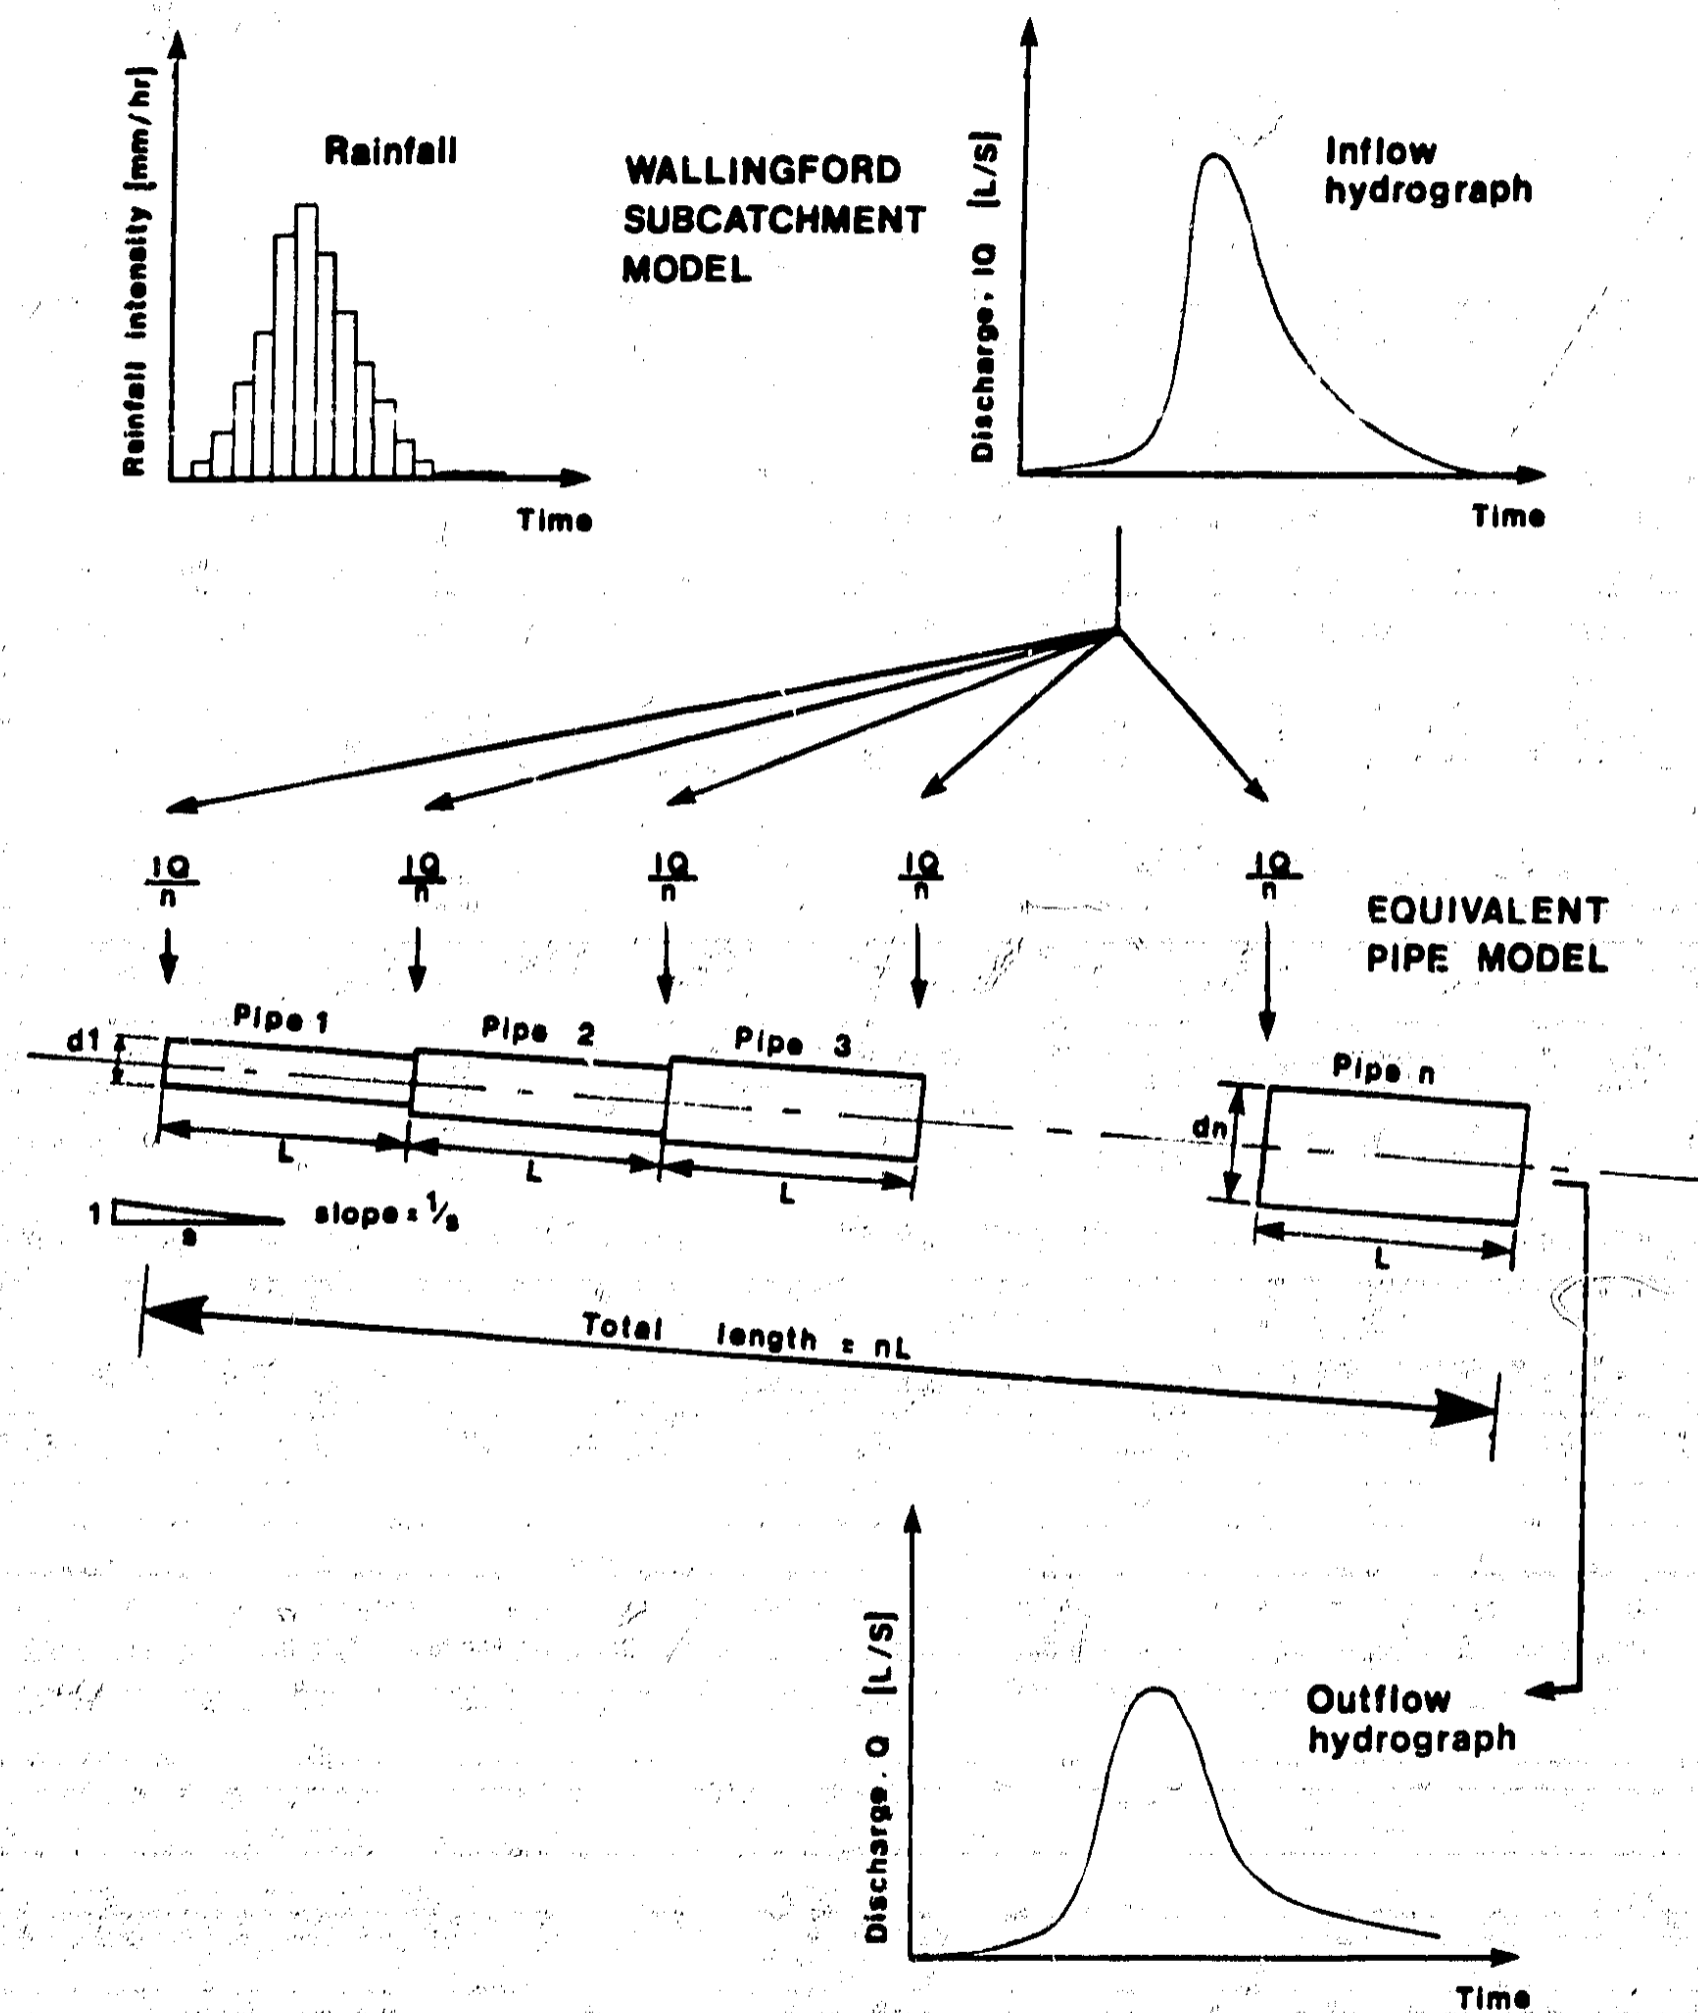 Rainfall intensity [mm/hr]
Rainfall
Time
WALLINGFORD
SUBCATCHMENT
MODEL
Discharge, IQ [L/S]
Inflow
hydrograph
Time
IQ
n
IQ
n
IQ
n
IQ
n
IQ
n
EQUIVALENT
PIPE MODEL
d1
Pipe 1
Pipe 2
Pipe 3
Pipe n
dn
L
L
L
L
1
s
slope = 1/s
Total length = nL
Discharge, Q [L/S]
Outflow
hydrograph
Time